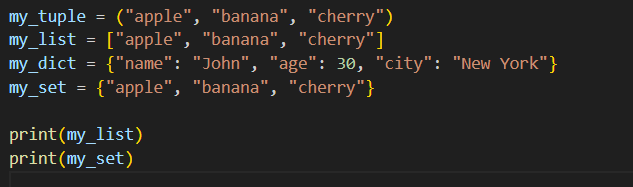 my_tuple = ("apple", "banana", "cherry")
my_list = ["apple", "banana", "cherry"]
my_dict = {"name": "John", "age": 30, "city": "New York"}
my_set = {"apple", "banana", "cherry"}
print(my_list)
print(my_set)